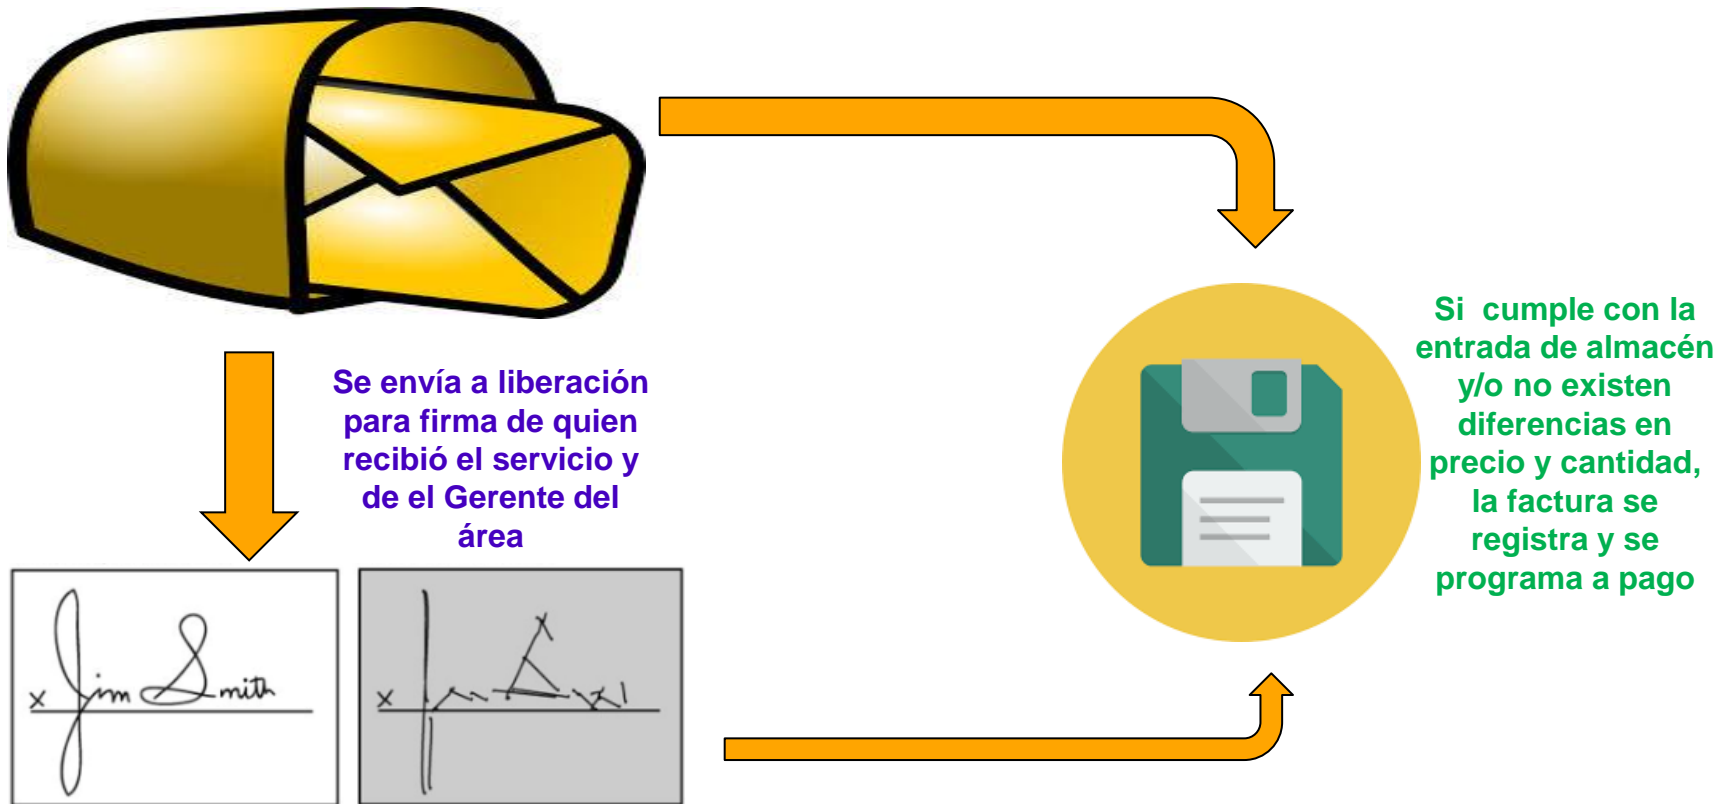 Se envía a liberación
para firma de quien
recibió el servicio y
de el Gerente del
área
Si  cumple con la
entrada de almacén
y/o no existen
diferencias en
precio y cantidad,
la factura se
registra y se
programa a pago
x Jim Smith
x